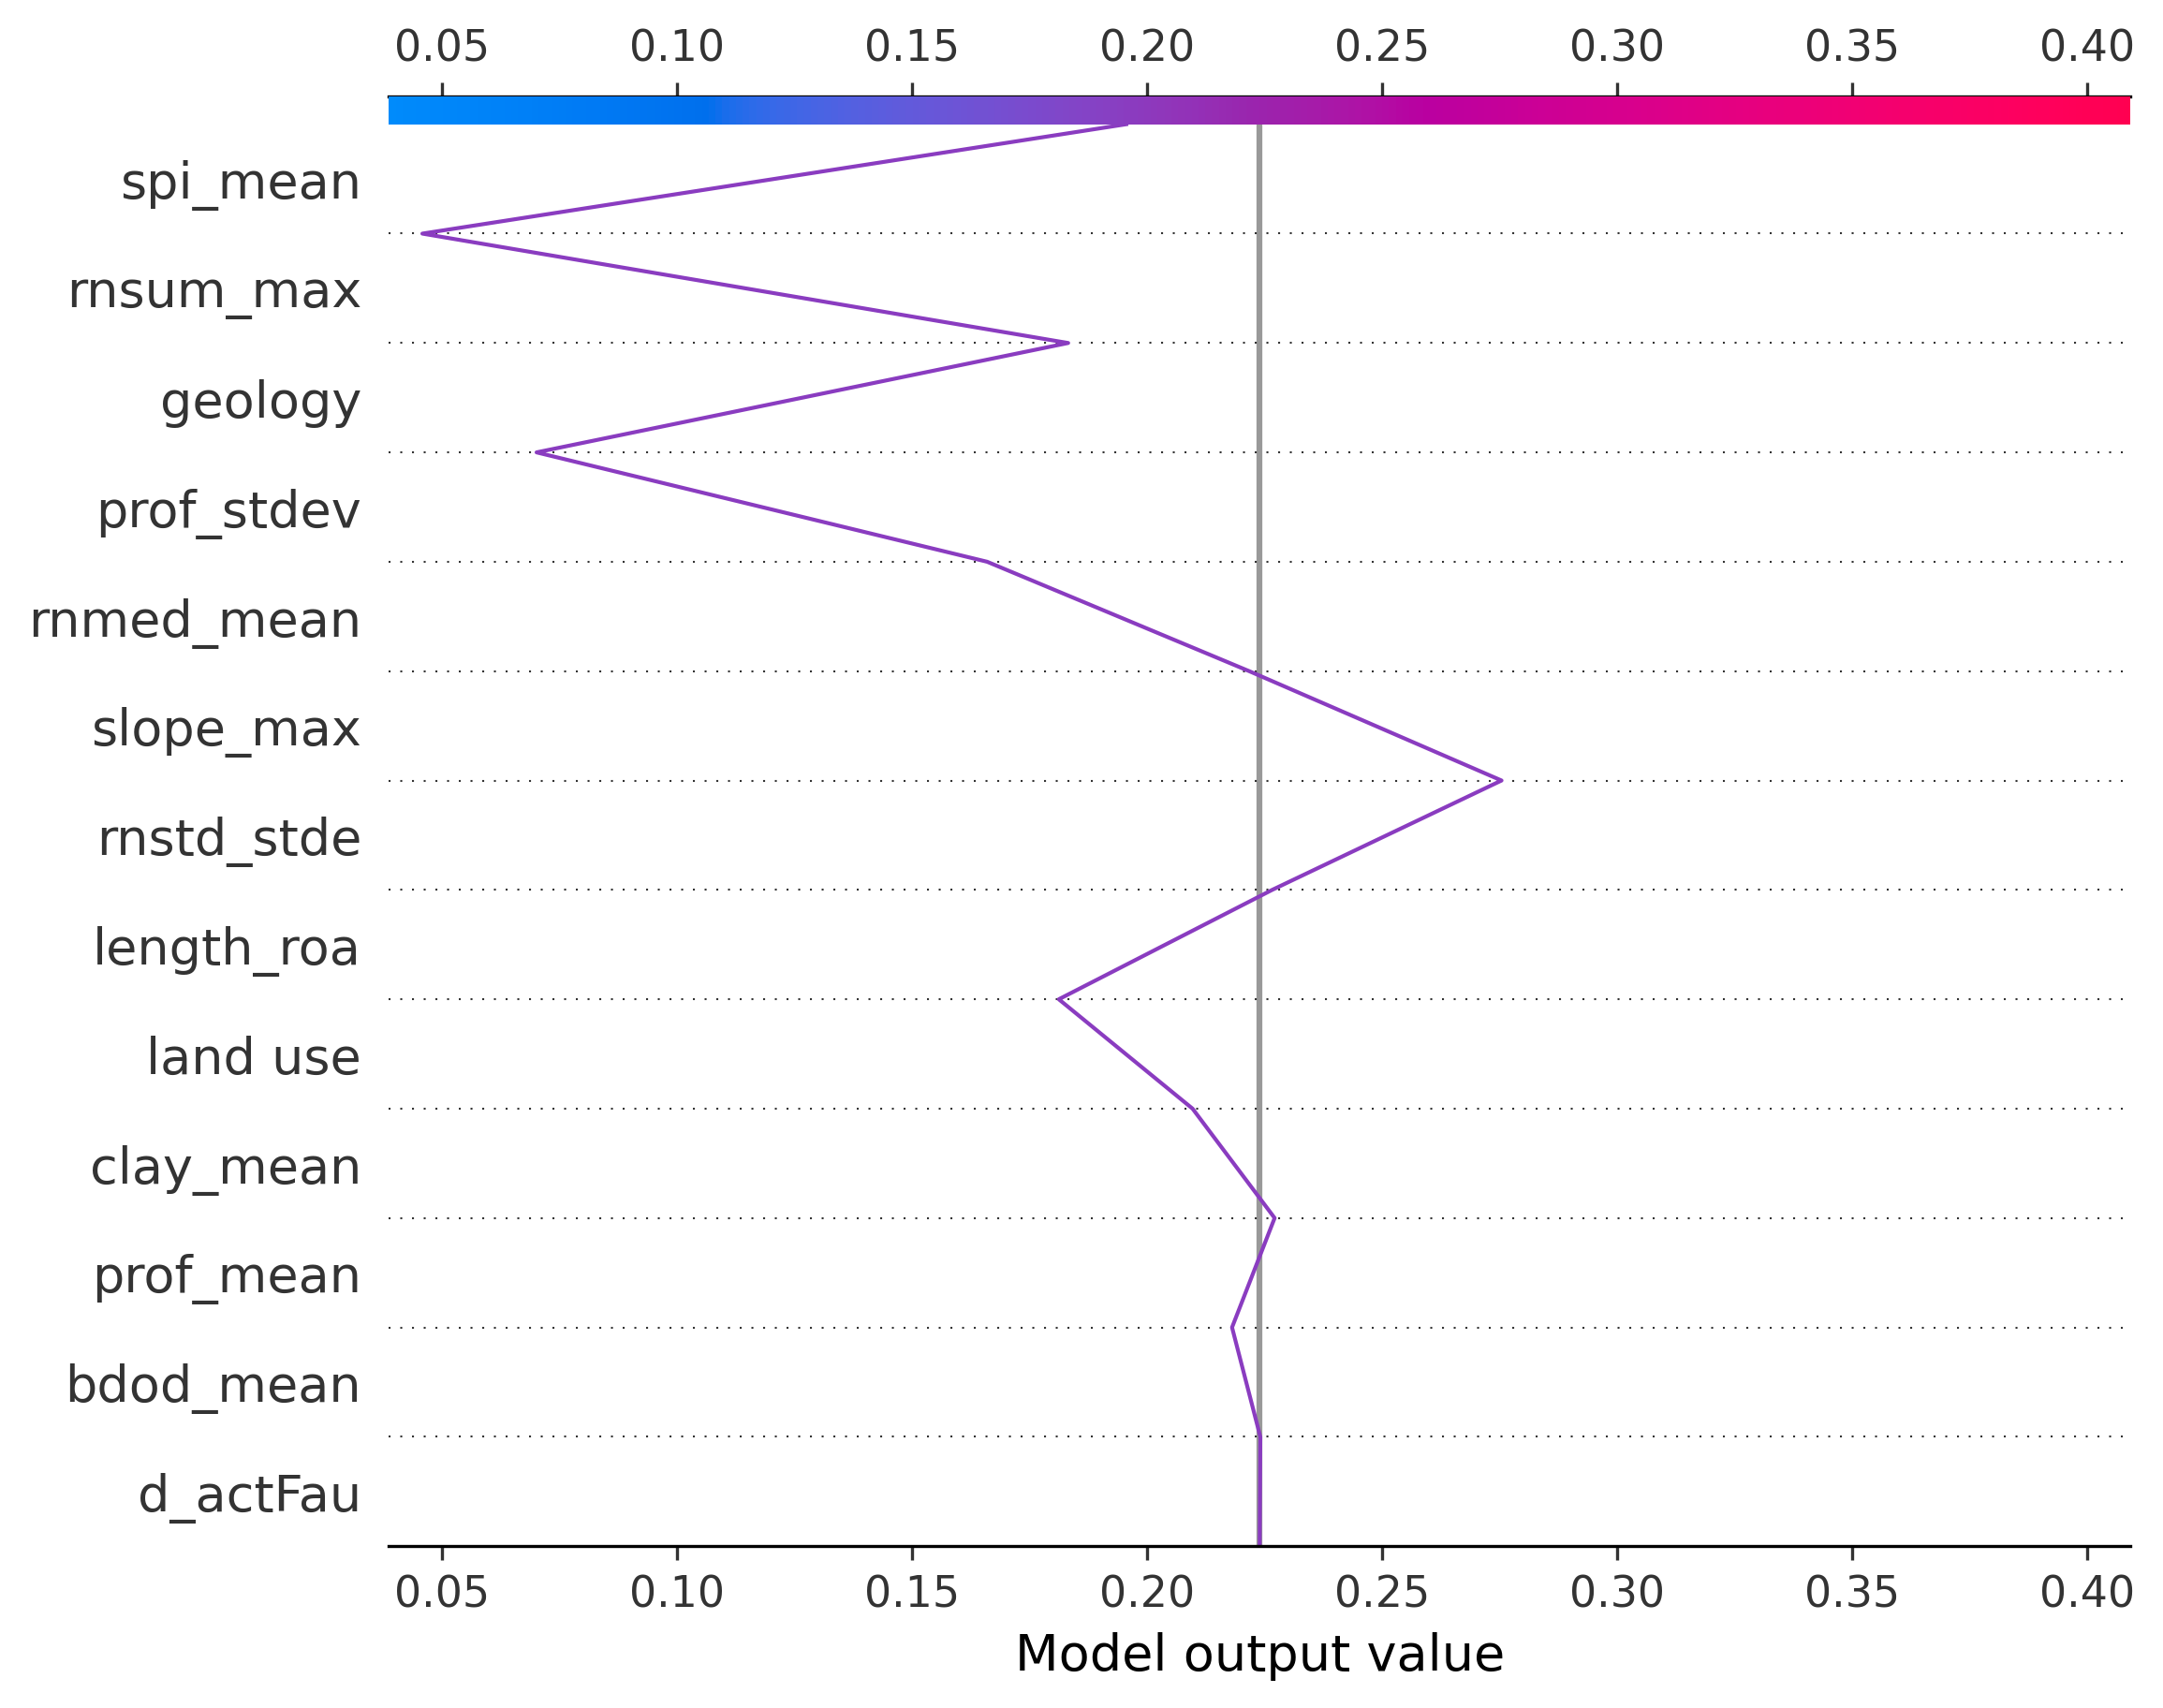 0.05 0.10 0.15 0.20 0.25 0.30 0.35 0.40
spi_mean
rnsum_max
geology
prof_stdev
rnmed_mean
slope_max
rnstd_stde
length_roa
land use
clay_mean
prof_mean
bdod_mean
d_actFau
0.05 0.10 0.15 0.20 0.25 0.30 0.35 0.40
Model output value